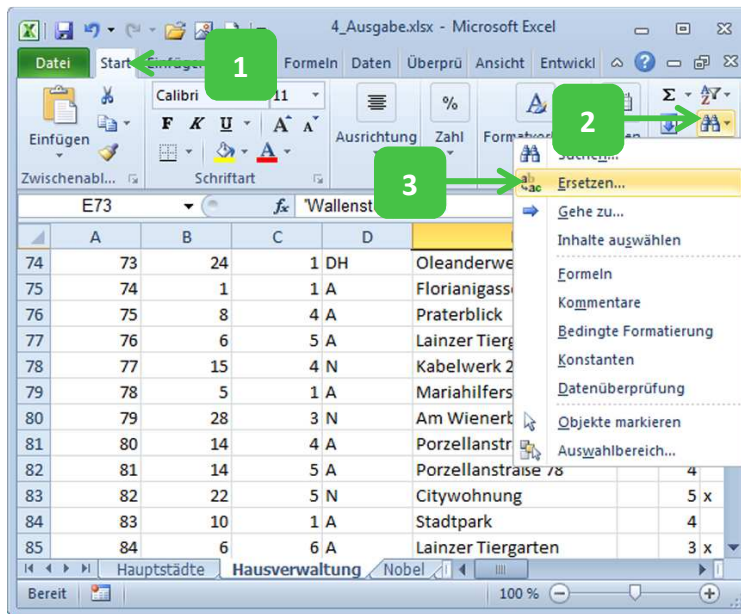 4_Ausgabe.xlsx - Microsoft Excel
Datei Start 1 Formeln Daten Überprü Ansicht Entwickl
Calibri 11
2
Einfügen F K U A A Ausrichtung % Zahl
Zwischenabl... Schriftart
Suchen...
3 Ersetzen...
E73 fx 'Wallenst
Gehe zu...
A B C D
Inhalte auswählen
74 73 24 1 DH Oleanderwe
Formeln
75 74 1 1 A Florianigass
Kommentare
76 75 8 4 A Praterblick
Bedingte Formatierung
77 76 6 5 A Lainzer Tierg
Konstanten
78 77 15 4 N Kabelwerk 2
Datenüberprüfung
79 78 5 1 A Mariahilfers
80 79 28 3 N Am Wienerb
Objekte markieren
81 80 14 4 A Porzellanstr
Auswahlbereich...
82 81 14 5 A Porzellanstraße 78 4
83 82 22 5 N Citywohnung 5 x
84 83 10 1 A Stadtpark 4
85 84 6 6 A Lainzer Tiergarten 3 x
Hauptstädte Hausverwaltung Nobel
Bereit 100 %